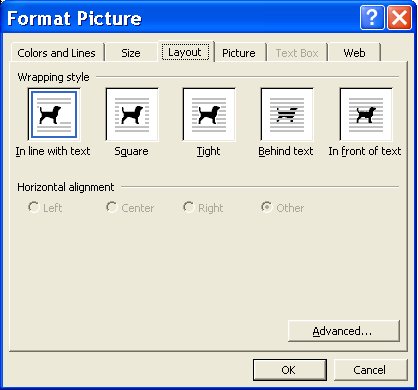 Format Picture
Colors and Lines Size Layout Picture Text Box Web
Wrapping style
In line with text Square Tight Behind text In front of text
Horizontal alignment
Left Center Right Other
Advanced...
OK Cancel